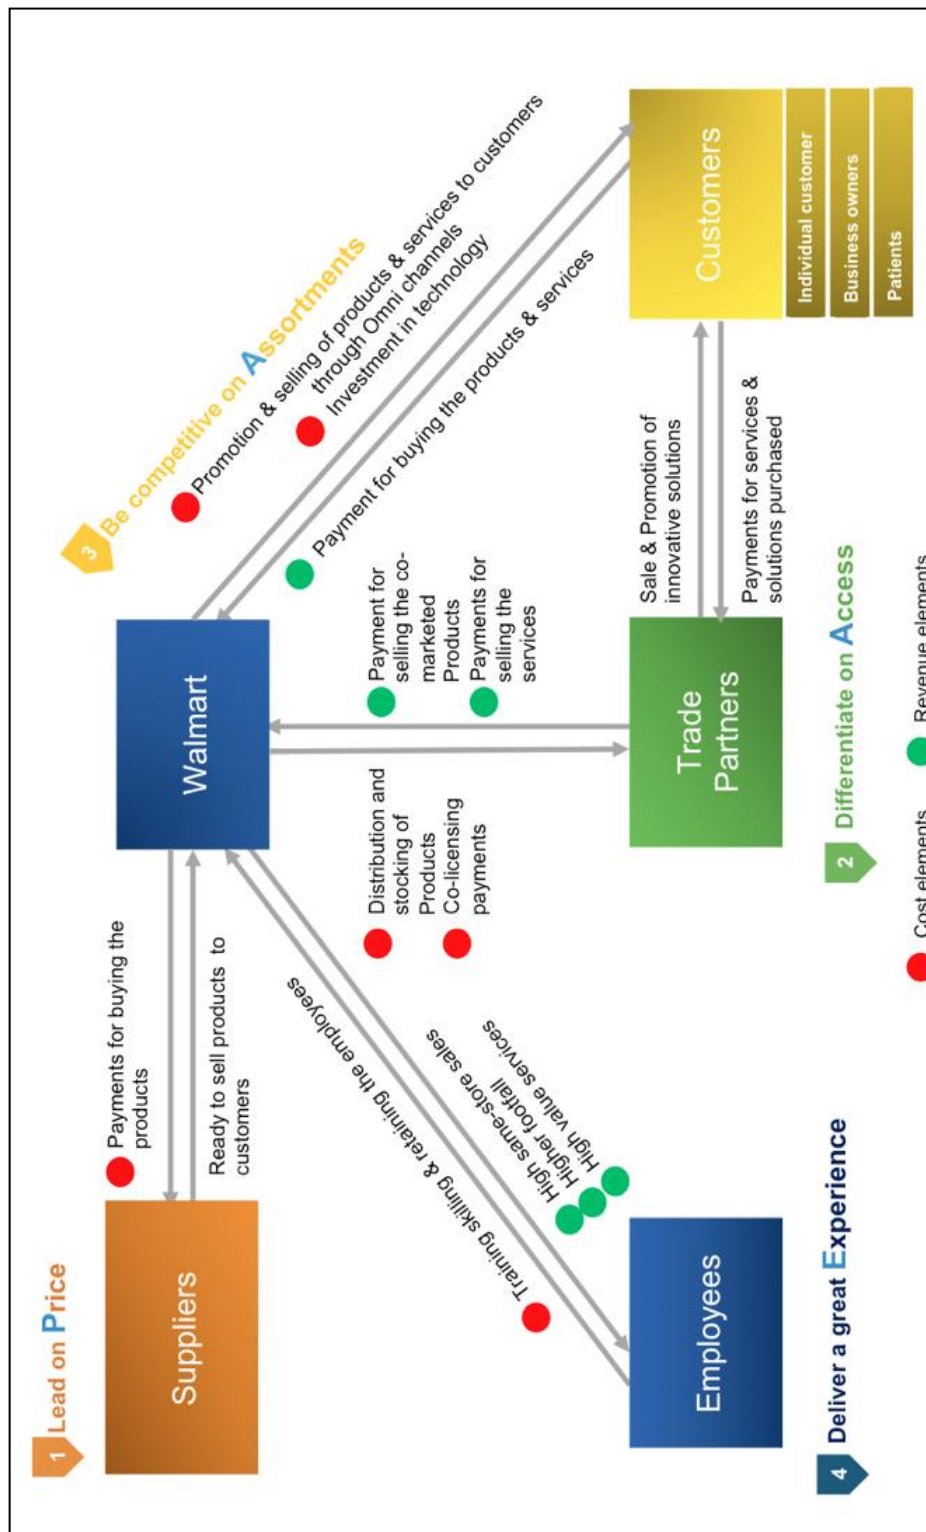 1
Lead on Price
Suppliers
Payments for buying the
products
Ready to sell products to
customers
Walmart
3
Be competitive on Assortments
Promotion & selling of products & services to customers
through Omni channels
Investment in technology
Payment for buying the products & services
Training skilling & retaining the employees
High same-store sales
Higher footfall
High value services
Distribution and
stocking of
Products
Co-licensing
payments
Payment for
selling the co-
marketed
Products
Payments for
selling the
services
Employees
Trade
Partners
Sale & Promotion of
innovative solutions
Payments for services &
solutions purchased
Customers
Individual customer
Business owners
Patients
4
Deliver a great Experience
2
Differentiate on Access
Cost elements
Revenue elements